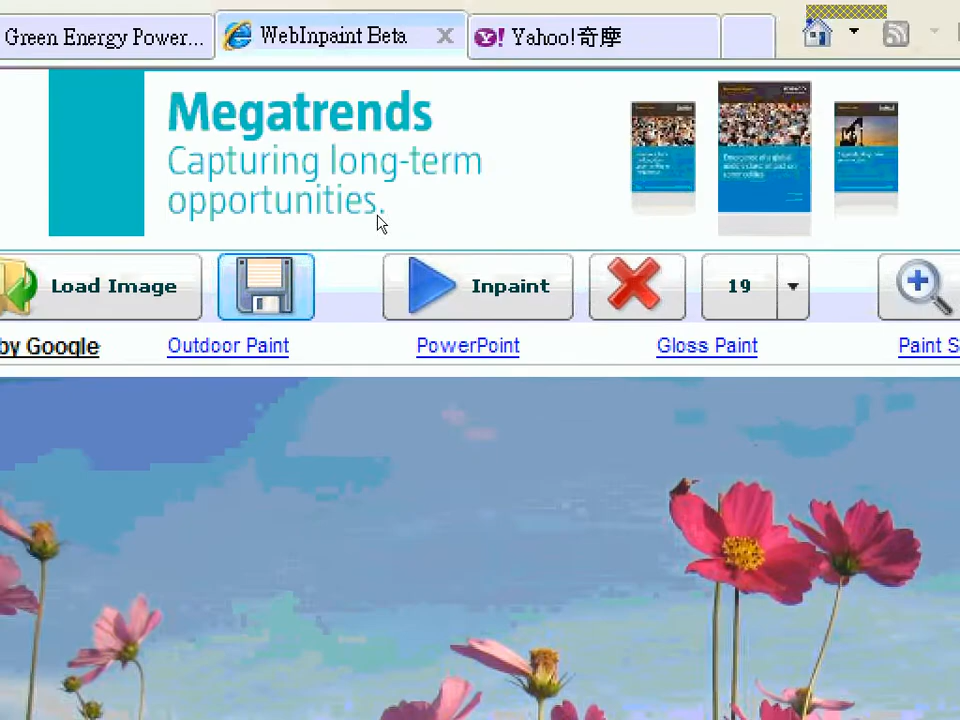 Green Energy Power...
WebInpaint Beta
Yahoo!奇摩
Megatrends
Capturing long-term
opportunities.
Load Image
Inpaint
19
by Google
Outdoor Paint
PowerPoint
Gloss Paint
Paint S